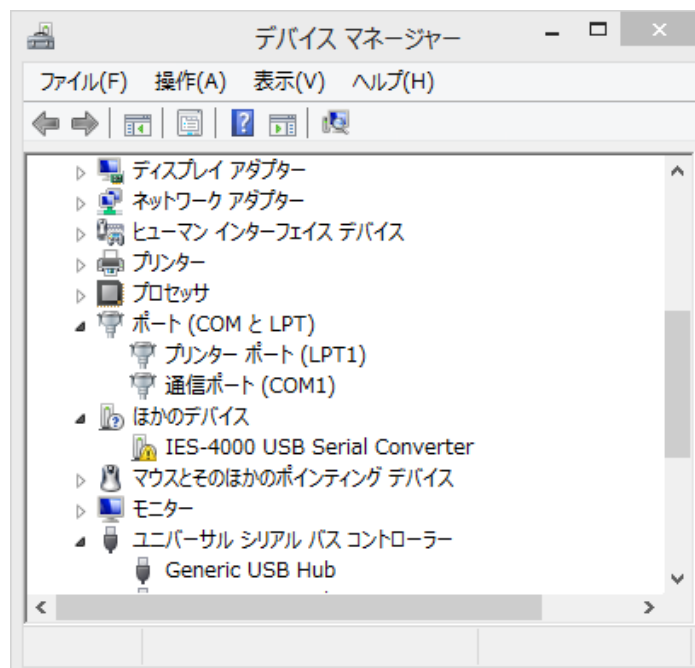 デバイス マネージャー
ファイル(F) 操作(A) 表示(V) ヘルプ(H)
ディスプレイ アダプター
ネットワーク アダプター
ヒューマン インターフェイス デバイス
プリンター
プロセッサ
ポート (COM と LPT)
プリンター ポート (LPT1)
通信ポート (COM1)
ほかのデバイス
IES-4000 USB Serial Converter
マウスとそのほかのポインティング デバイス
モニター
ユニバーサル シリアル バス コントローラー
Generic USB Hub